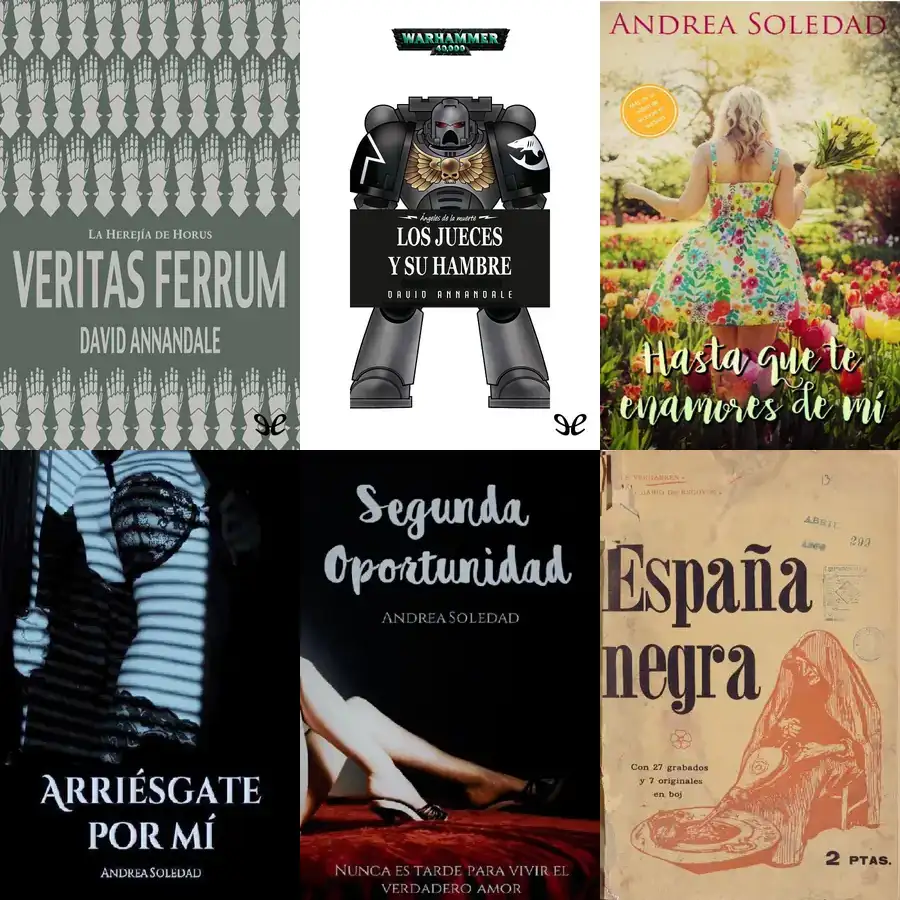 LA HEREJÍA DE HORUS
VERITAS FERRUM
DAVID ANNANDALE
WARHAMMER
40,000
Ángeles de la muerte
LOS JUECES
Y SU HAMBRE
DAVID ANNANDALE
ANDREA SOLEDAD
Hasta que te
enamores de mí
ARRIÉSGATE
POR MÍ
ANDREA SOLEDAD
Segunda
Oportunidad
ANDREA SOLEDAD
NUNCA ES TARDE PARA VIVIR EL
VERDADERO AMOR
España
negra
Con 27 grabados
y 7 originales
en boj
2 PTAS.